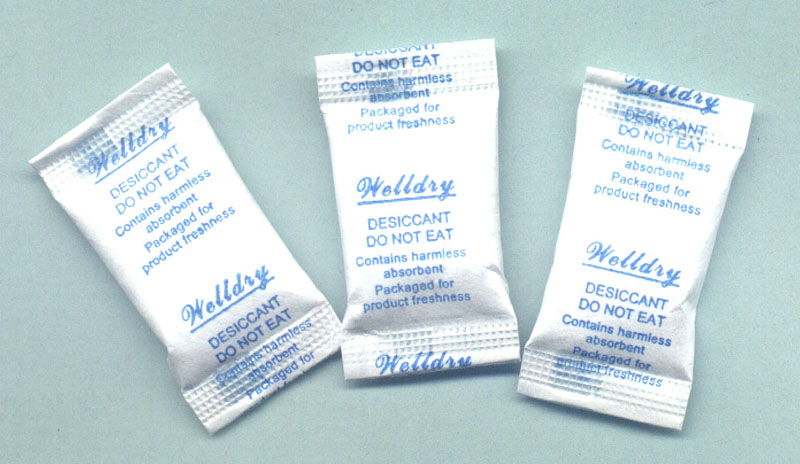 Welldry
DESICCANT
DO NOT EAT
Contains harmless
absorbent
Packaged for
product freshness
Welldry
DESICCANT
DO NOT EAT
Contains harmless
absorbent
Packaged for
DESICCANT
DO NOT EAT
Contains harmless
absorbent
Packaged for
product freshness
Welldry
DESICCANT
DO NOT EAT
Contains harmless
absorbent
Packaged for
product freshness
Welldry
Welldry
DESICCANT
DO NOT EAT
Contains harmless
absorbent
Packaged for
product freshness
Welldry
DESICCANT
DO NOT EAT
Contains harmless
absorbent
Packaged for
product freshness